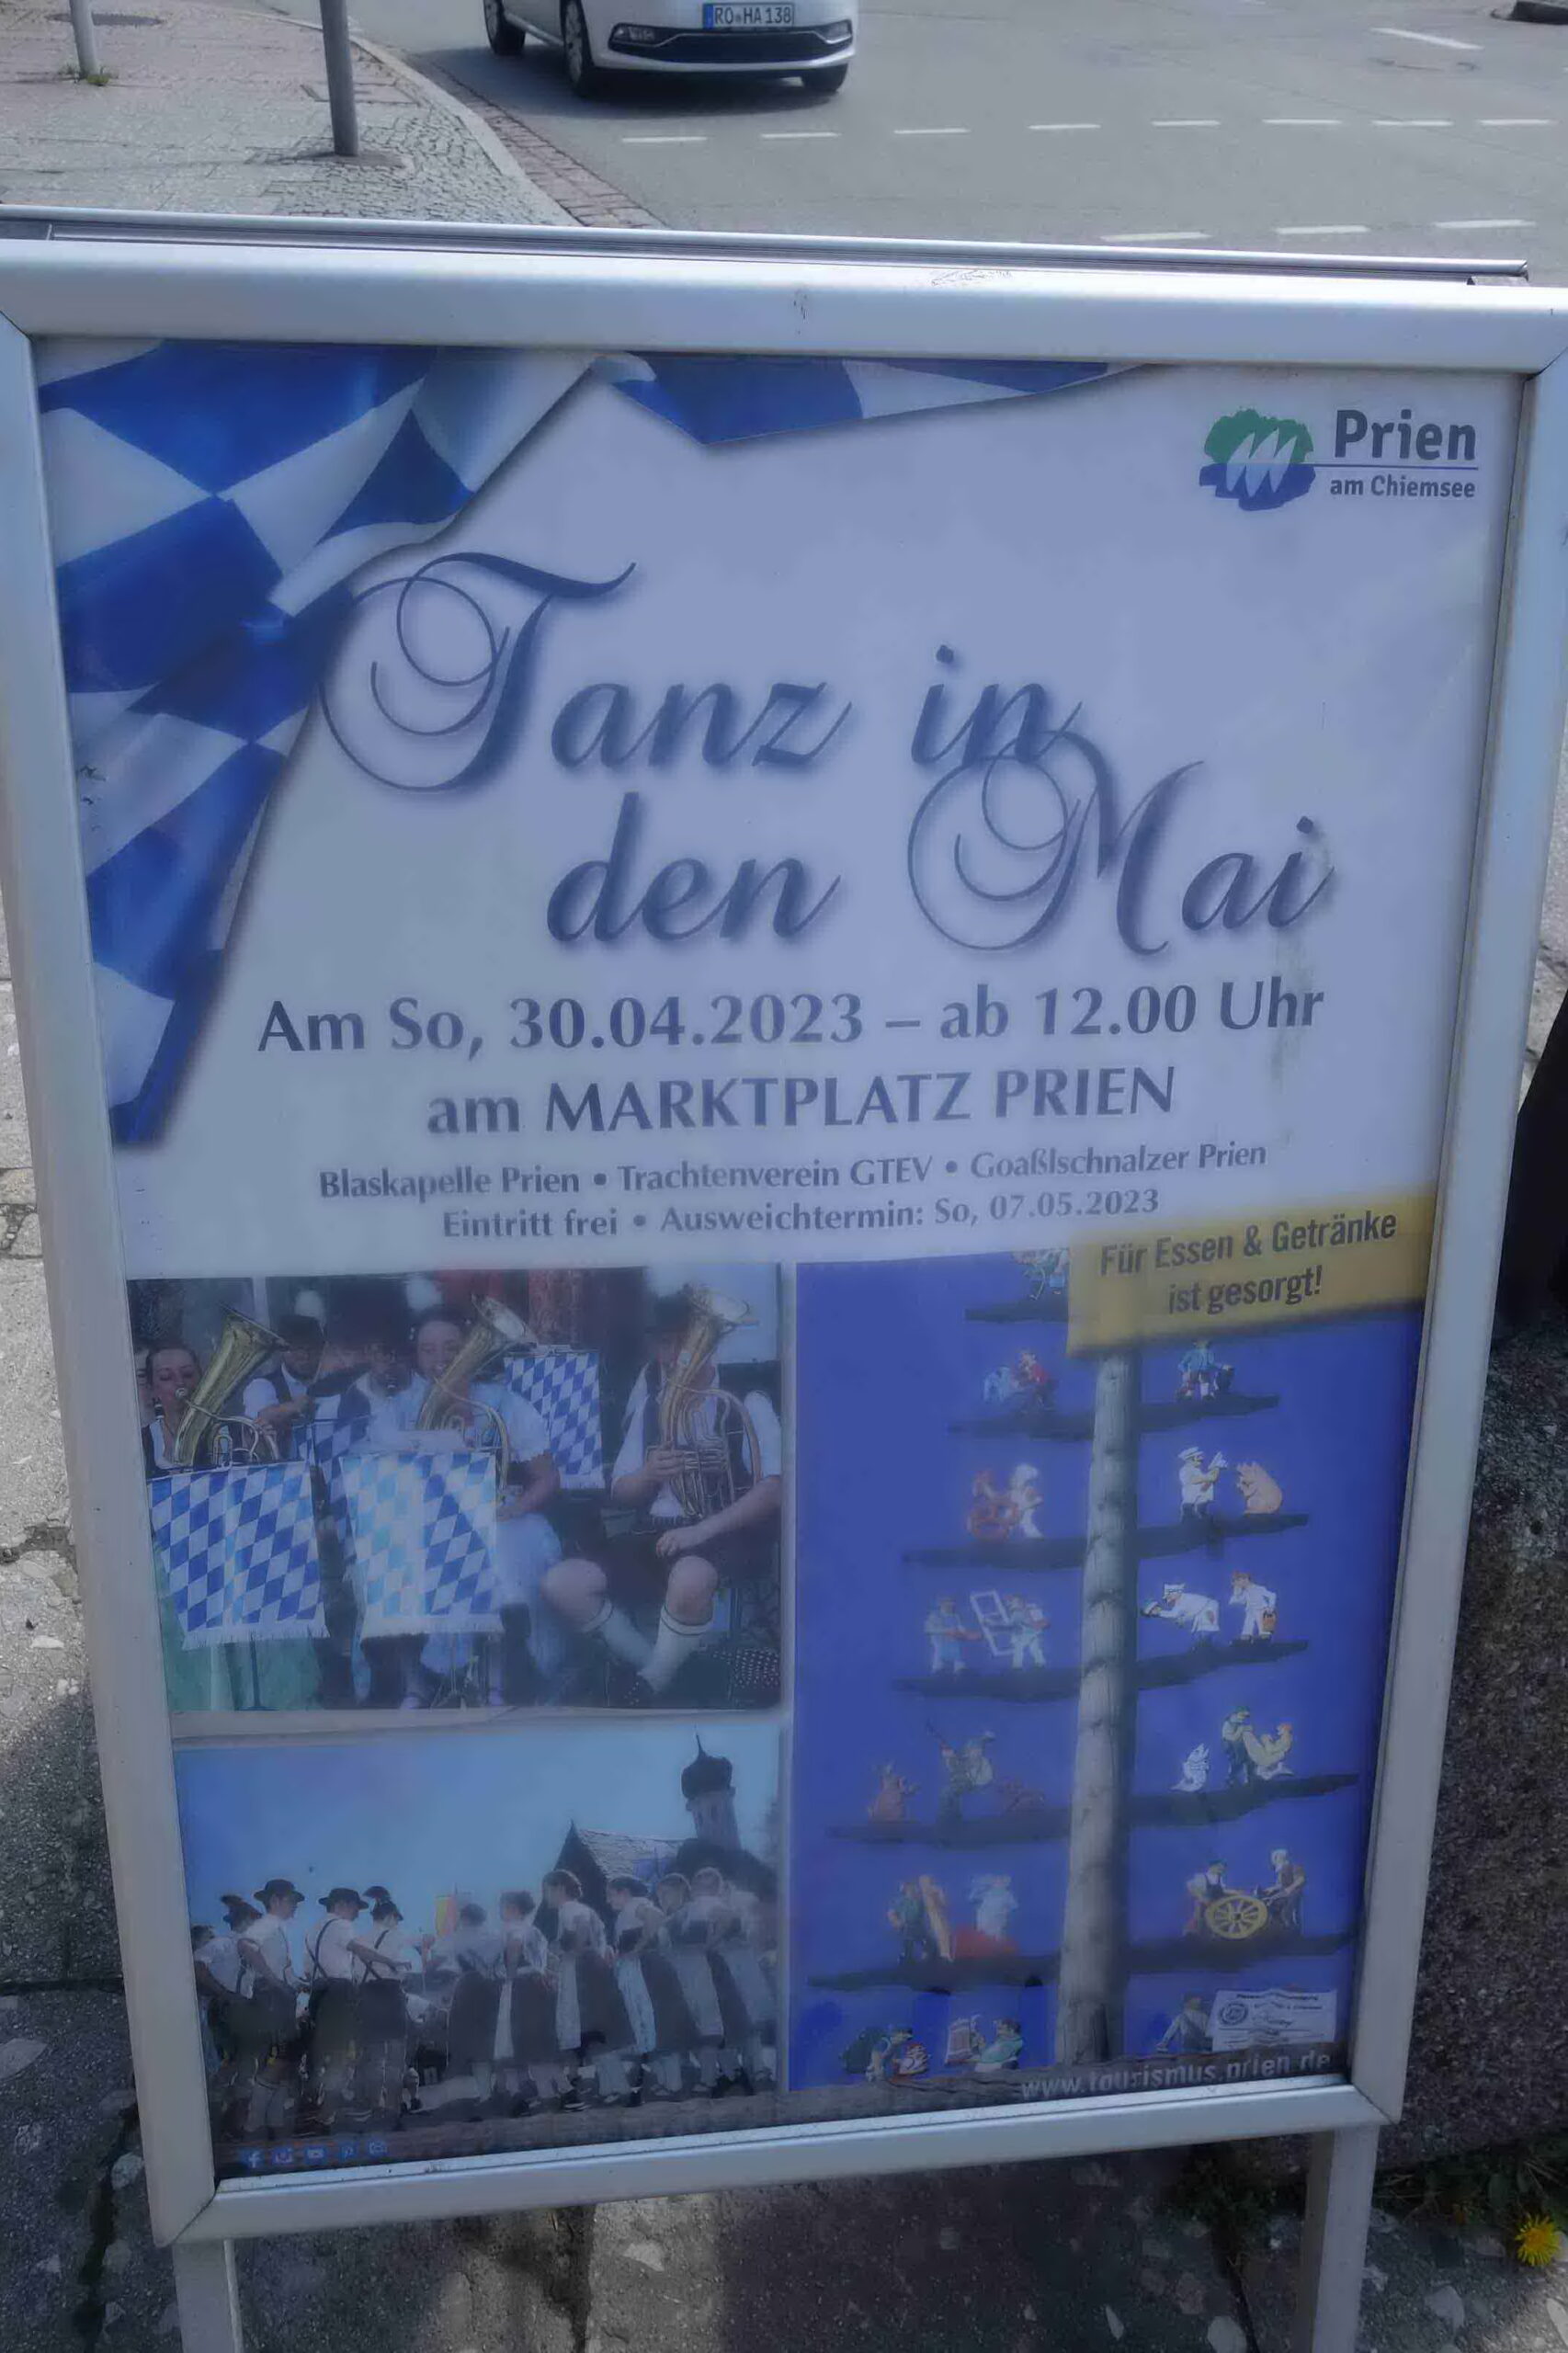 RO HA 138
Prien
am Chiemsee
Tanz in
den Mai
Am So, 30.04.2023 – ab 12.00 Uhr
am MARKTPLATZ PRIEN
Blaskapelle Prien • Trachtenverein GTEV • Goaßlschnalzer Prien
Eintritt frei • Ausweichtermin: So, 07.05.2023
Für Essen & Getränke
ist gesorgt!
www.tourismus.prien.de